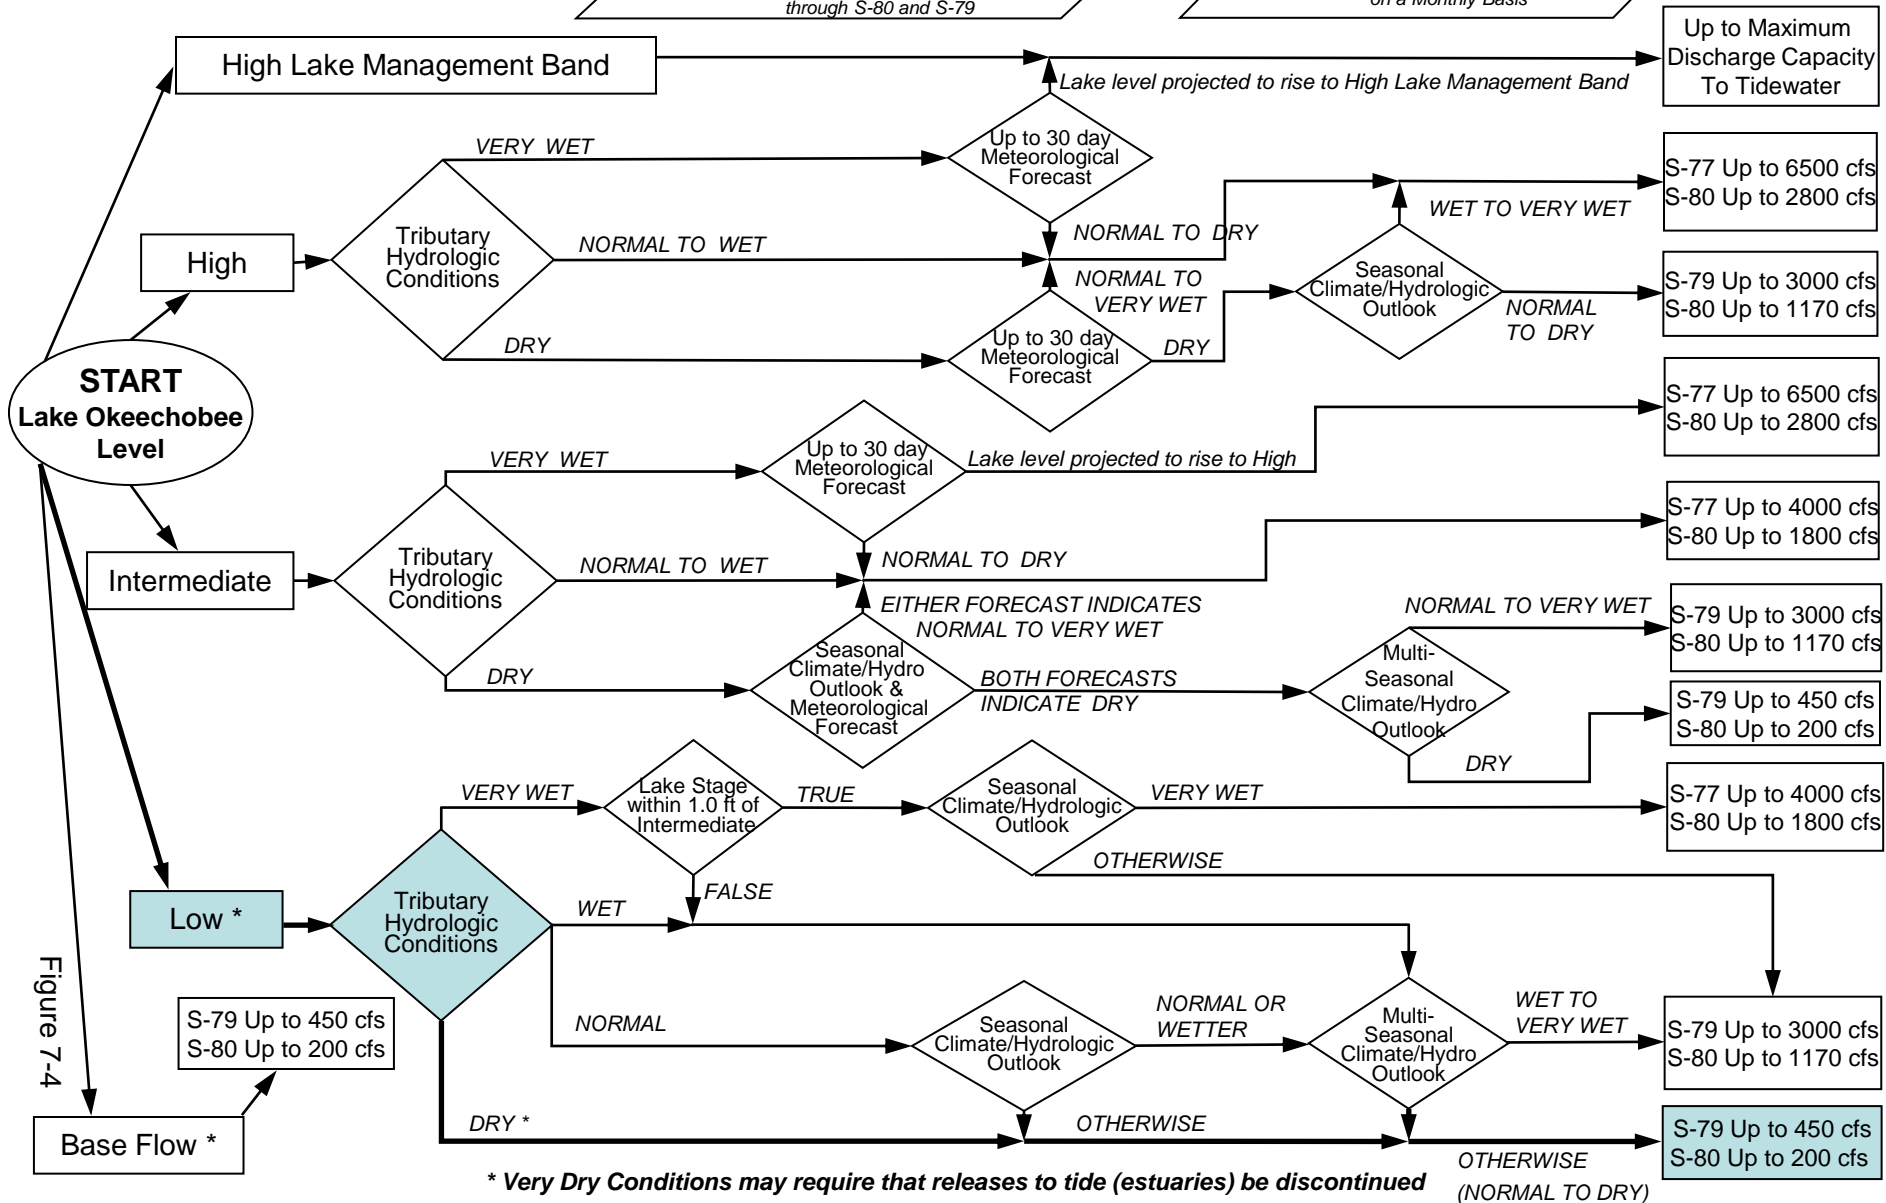 through S-80 and S-79
on a Monthly Basis
Up to Maximum
Discharge Capacity
To Tidewater
High Lake Management Band
Lake level projected to rise to High Lake Management Band
VERY WET
Up to 30 day
Meteorological
Forecast
S-77 Up to 6500 cfs
S-80 Up to 2800 cfs
WET TO VERY WET
High
Tributary
Hydrologic
Conditions
NORMAL TO WET
NORMAL TO DRY
NORMAL TO
VERY WET
Seasonal
Climate/Hydrologic
Outlook
NORMAL
TO DRY
S-79 Up to 3000 cfs
S-80 Up to 1170 cfs
DRY
Up to 30 day
Meteorological
Forecast
DRY
START
Lake Okeechobee
Level
S-77 Up to 6500 cfs
S-80 Up to 2800 cfs
VERY WET
Up to 30 day
Meteorological
Forecast
Lake level projected to rise to High
S-77 Up to 4000 cfs
S-80 Up to 1800 cfs
Intermediate
Tributary
Hydrologic
Conditions
NORMAL TO WET
NORMAL TO DRY
EITHER FORECAST INDICATES
NORMAL TO VERY WET
NORMAL TO VERY WET
S-79 Up to 3000 cfs
S-80 Up to 1170 cfs
DRY
Seasonal
Climate/Hydro
Outlook &
Meteorological
Forecast
BOTH FORECASTS
INDICATE DRY
Multi-
Seasonal
Climate/Hydro
Outlook
DRY
S-79 Up to 450 cfs
S-80 Up to 200 cfs
VERY WET
Lake Stage
within 1.0 ft of
Intermediate
TRUE
Seasonal
Climate/Hydrologic
Outlook
VERY WET
S-77 Up to 4000 cfs
S-80 Up to 1800 cfs
OTHERWISE
FALSE
Low *
Tributary
Hydrologic
Conditions
WET
NORMAL
Seasonal
Climate/Hydrologic
Outlook
NORMAL OR
WETTER
Multi-
Seasonal
Climate/Hydro
Outlook
WET TO
VERY WET
S-79 Up to 3000 cfs
S-80 Up to 1170 cfs
Figure 7-4
S-79 Up to 450 cfs
S-80 Up to 200 cfs
Base Flow *
DRY *
OTHERWISE
S-79 Up to 450 cfs
S-80 Up to 200 cfs
OTHERWISE
(NORMAL TO DRY)
* Very Dry Conditions may require that releases to tide (estuaries) be discontinued